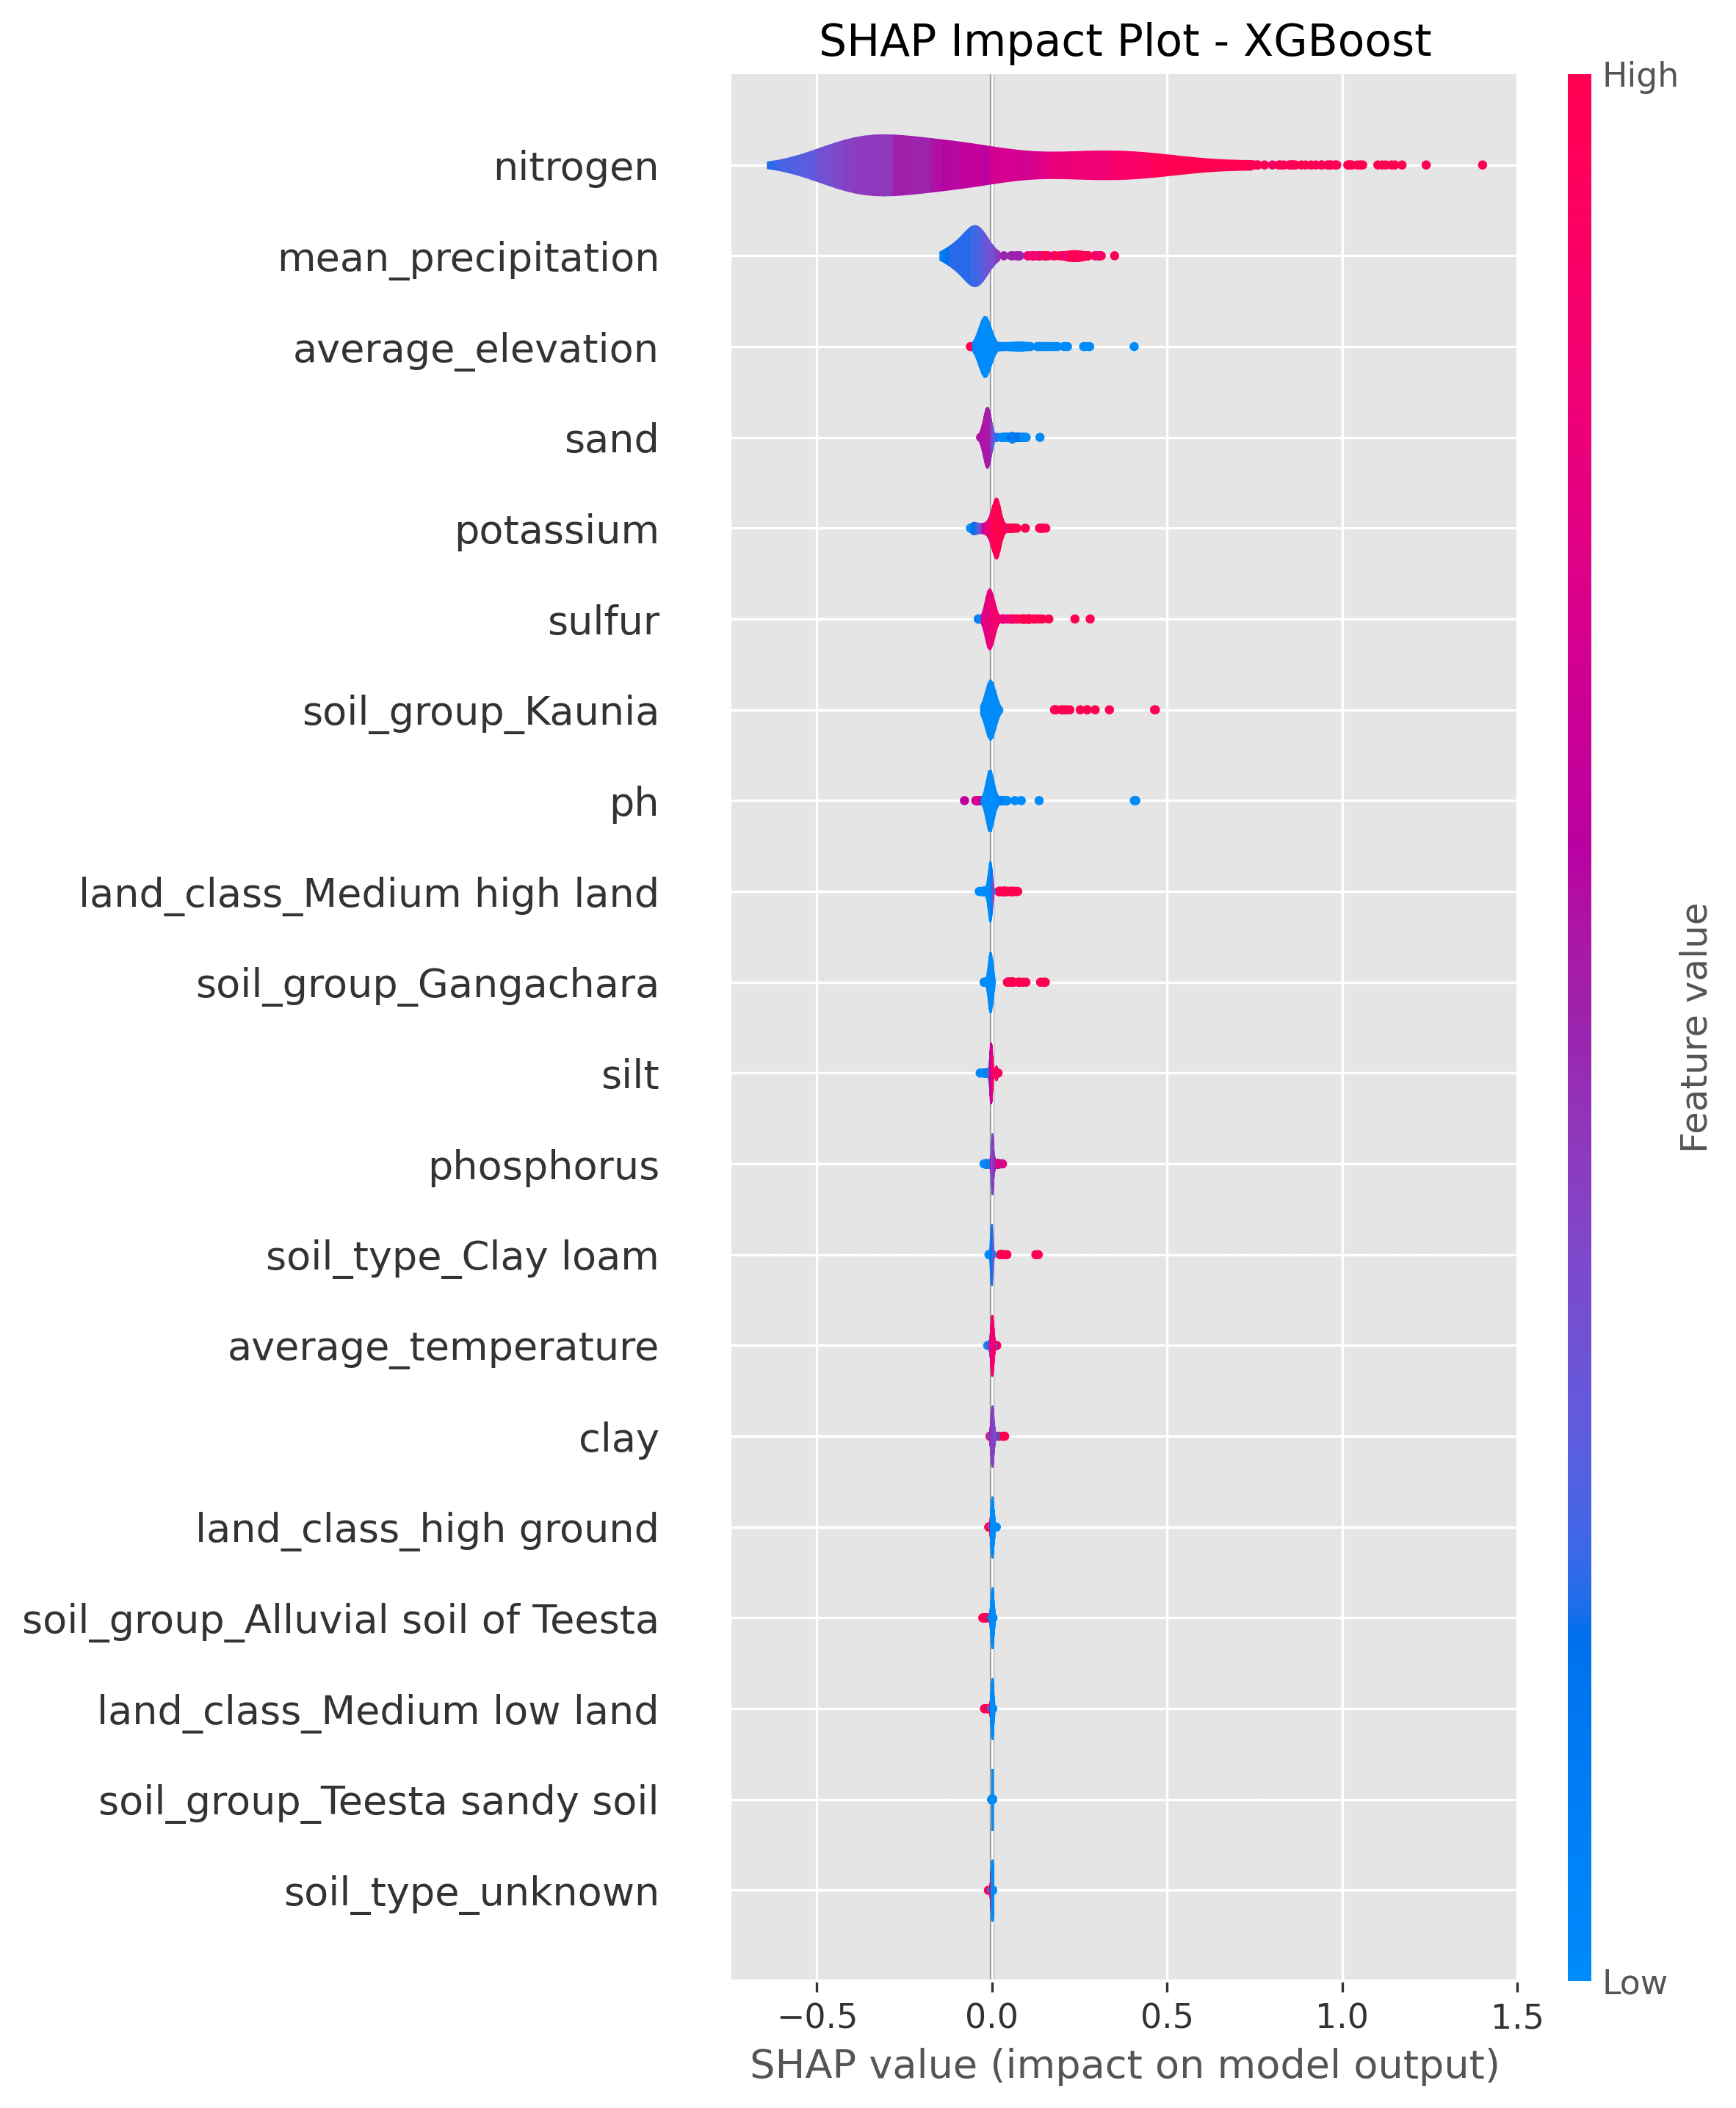 SHAP Impact Plot - XGBoost
High
nitrogen
mean_precipitation
average_elevation
sand
potassium
sulfur
soil_group_Kaunia
ph
land_class_Medium high land
soil_group_Gangachara
silt
phosphorus
soil_type_Clay loam
average_temperature
clay
land_class_high ground
soil_group_Alluvial soil of Teesta
land_class_Medium low land
soil_group_Teesta sandy soil
soil_type_unknown
Feature value
Low
−0.5 0.0 0.5 1.0 1.5
SHAP value (impact on model output)